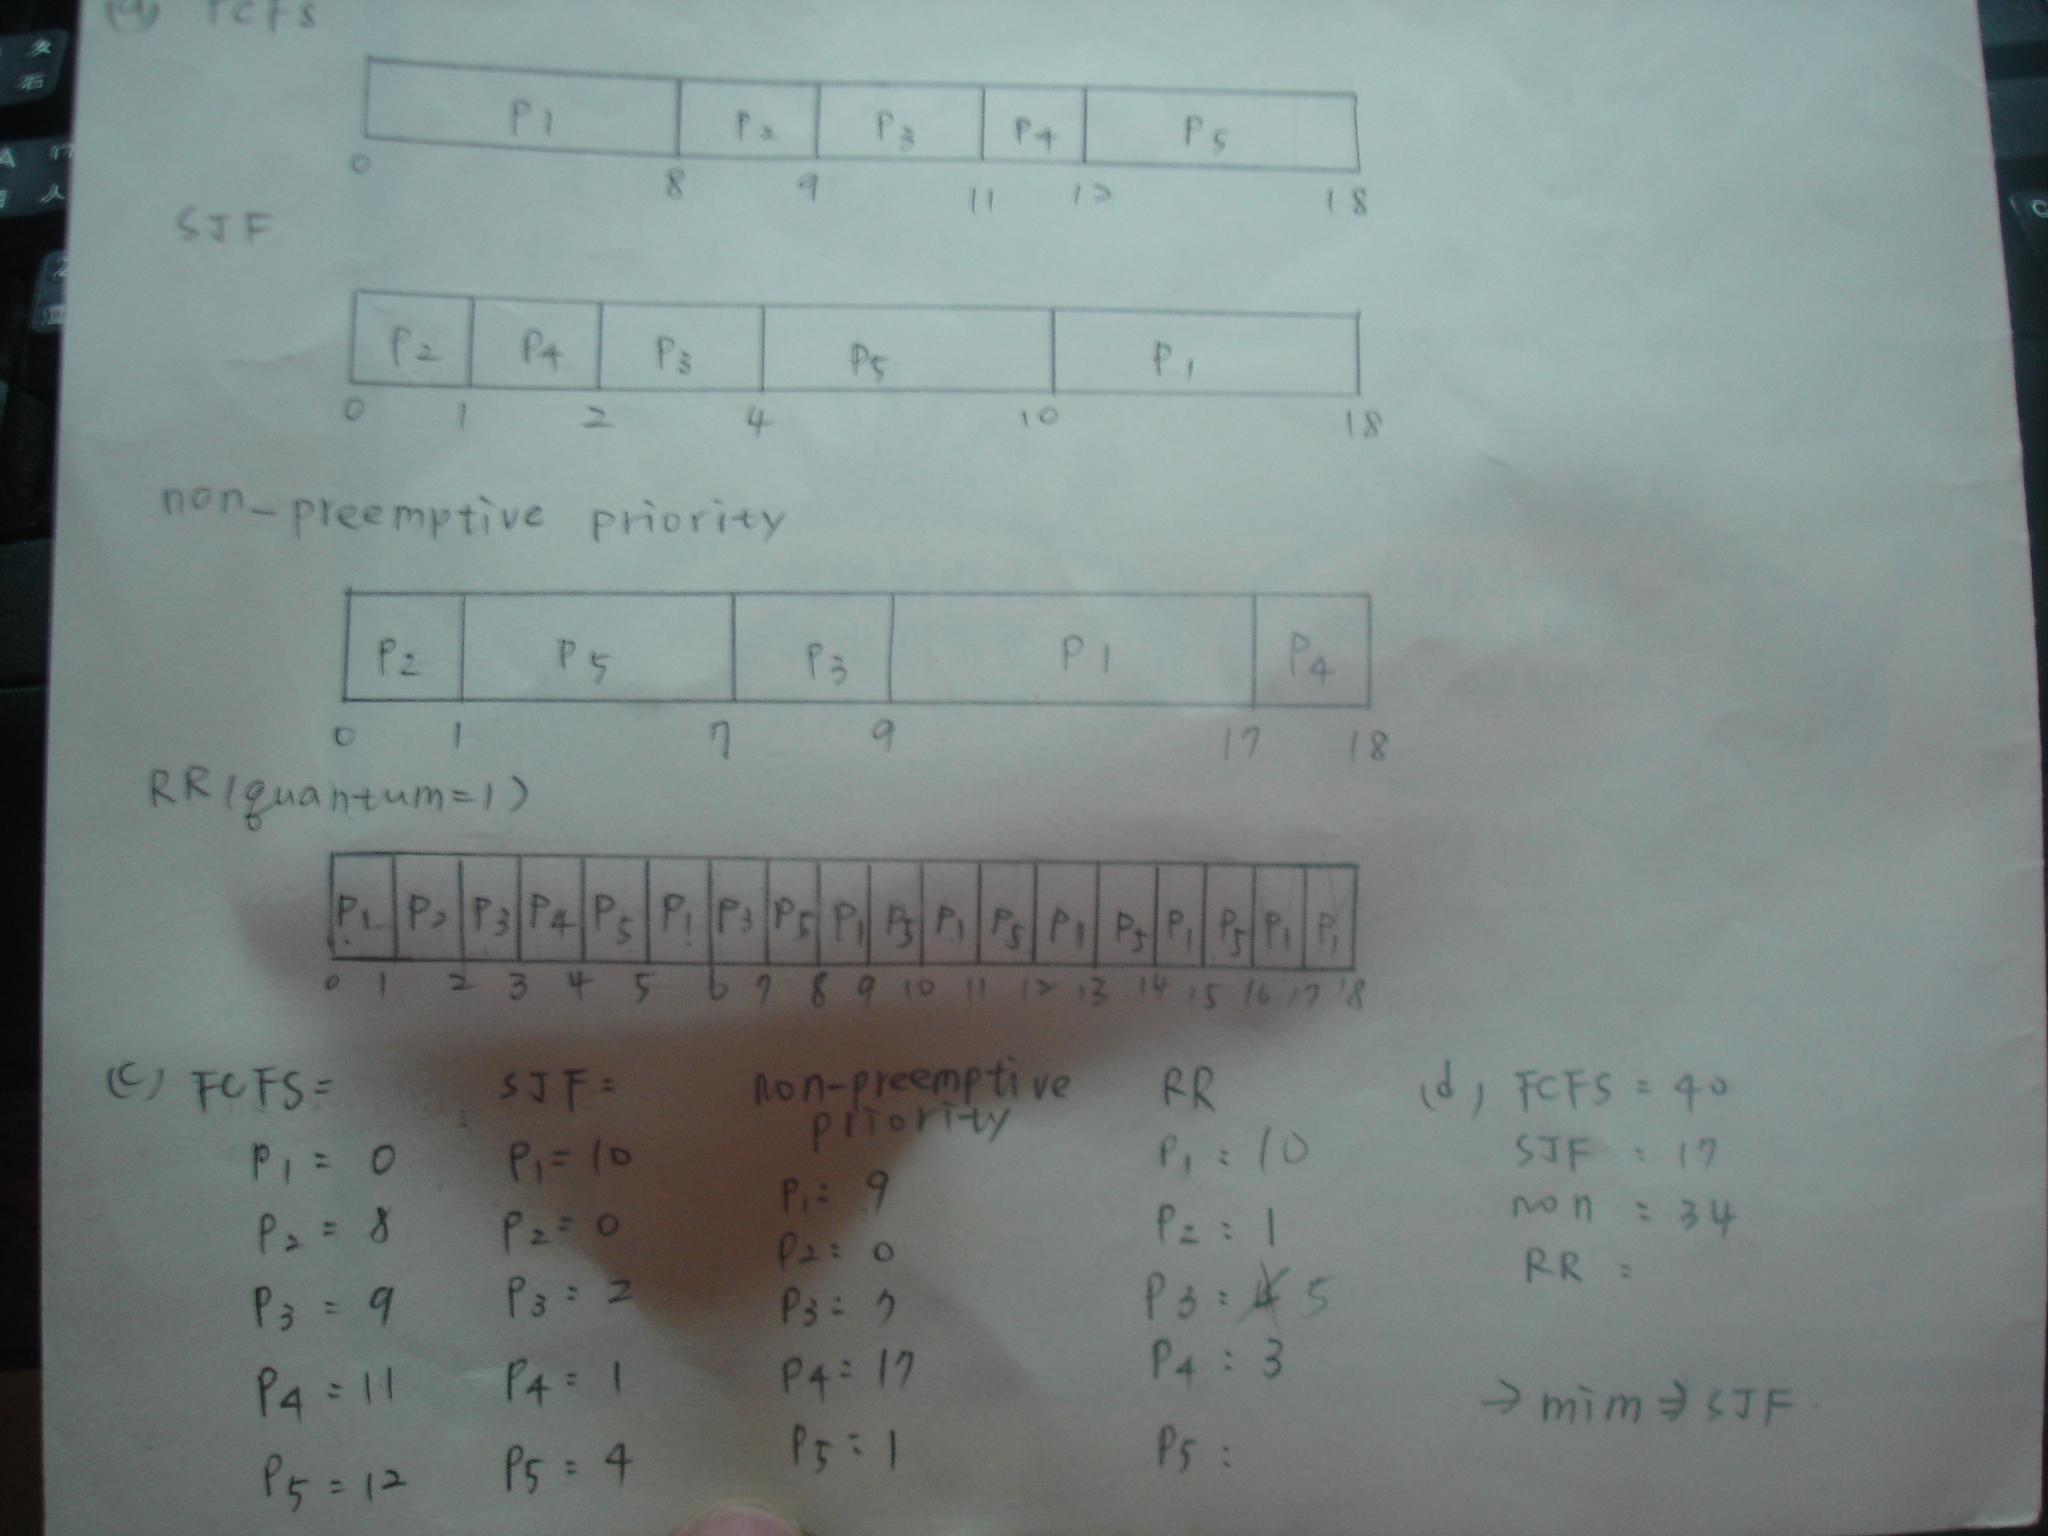 (a) FCFS
P1 P2 P3 P4 P5
0 8 9 11 12 18
SJF
P2 P4 P3 P5 P1
0 1 2 4 10 18
non-preemptive priority
P2 P5 P3 P1 P4
0 1 7 9 17 18
RR (quantum=1)
P1 P2 P3 P4 P5 P1 P3 P5 P1 P5 P1 P5 P1 P5 P1 P5 P1 P1
0 1 2 3 4 5 6 7 8 9 10 11 12 13 14 15 16 17 18
(c) FCFS=
P1 = 0
P2 = 8
P3 = 9
P4 = 11
P5 = 12
SJF=
P1 = 10
P2 = 0
P3 = 2
P4 = 1
P5 = 4
non-preemptive
priority
P1 = 9
P2 = 0
P3 = 7
P4 = 17
P5 = 1
RR
P1 : 10
P2 : 1
P3 : 5
P4 : 3
P5 :
(d) FCFS = 40
SJF : 17
non = 34
RR =
→ mim ⇒ SJF.